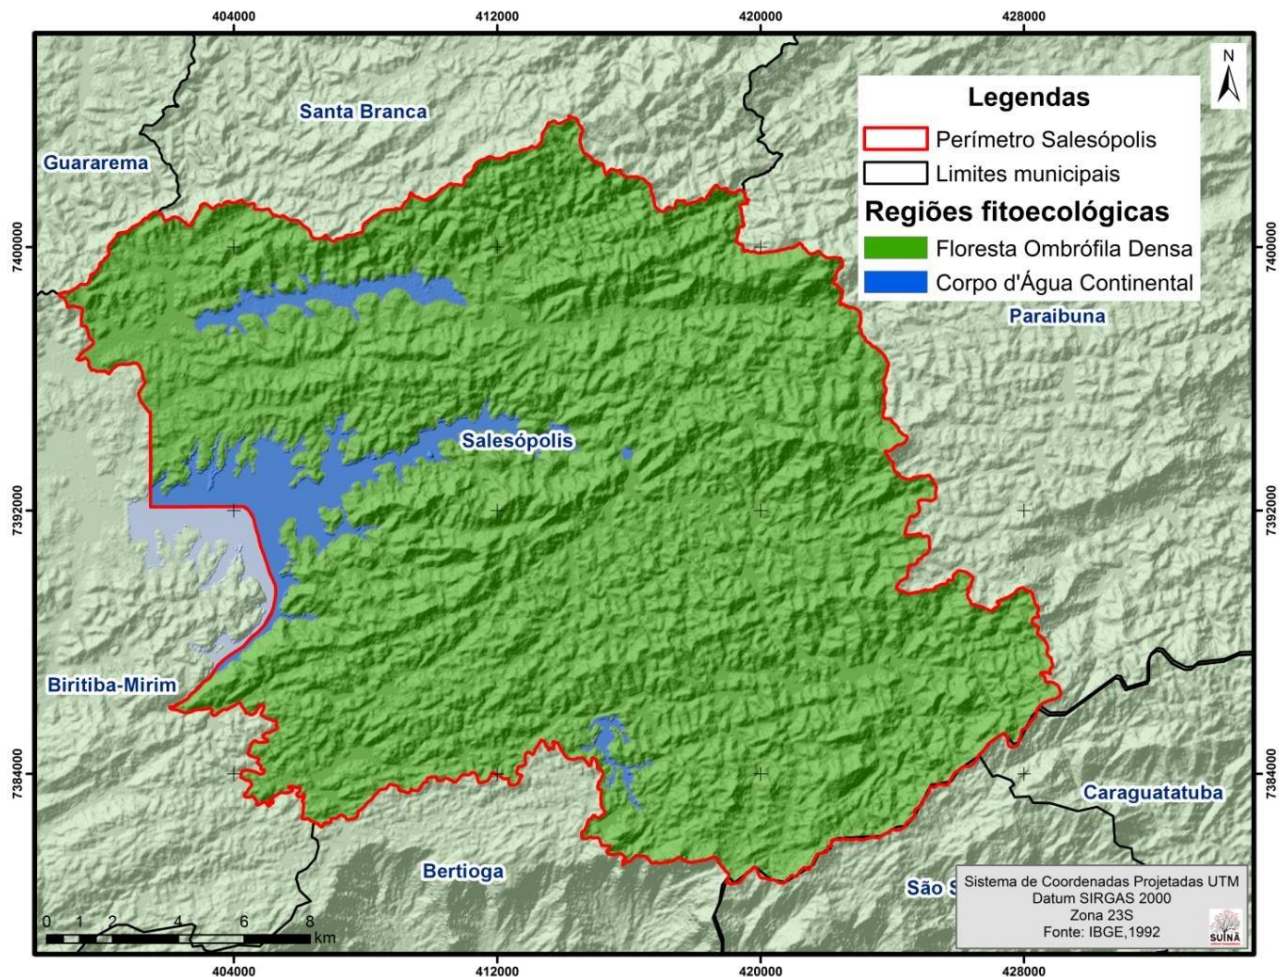 404000
412000
420000
428000
N
Legendas
Perímetro Salesópolis
Limites municipais
Regiões fitoecológicas
Floresta Ombrófila Densa
Corpo d'Água Continental
Santa Branca
Guararema
7400000
7400000
Paraibuna
Salesópolis
7392000
7392000
Biritiba-Mirim
7384000
7384000
Caraguatatuba
Bertioga
São S
Sistema de Coordenadas Projetadas UTM
Datum SIRGAS 2000
Zona 23S
Fonte: IBGE,1992
SUINÃ
0 1 2 4 6 8
km
404000
412000
420000
428000